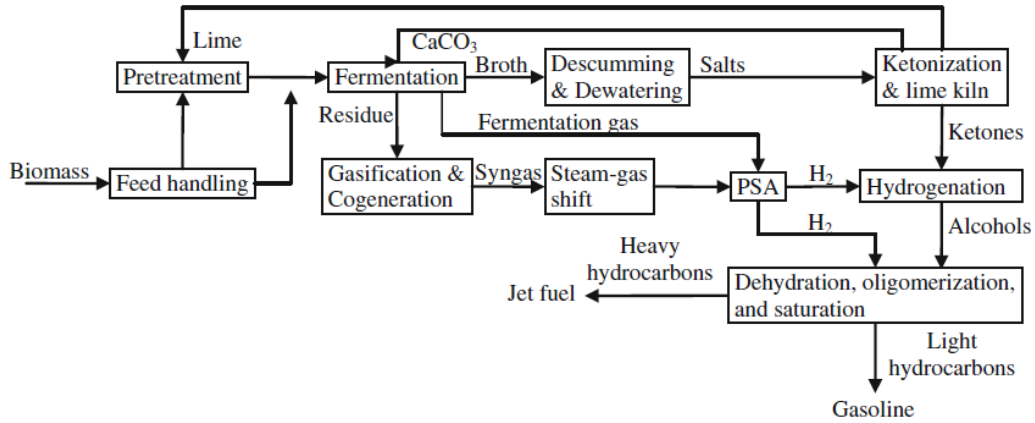 Lime
CaCO₃
Pretreatment
Fermentation
Broth
Descumming
& Dewatering
Salts
Ketonization
& lime kiln
Residue
Fermentation gas
Ketones
Biomass
Feed handling
Gasification &
Cogeneration
Syngas
Steam-gas
shift
PSA
H₂
Hydrogenation
H₂
Alcohols
Heavy
hydrocarbons
Jet fuel
Dehydration, oligomerization,
and saturation
Light
hydrocarbons
Gasoline